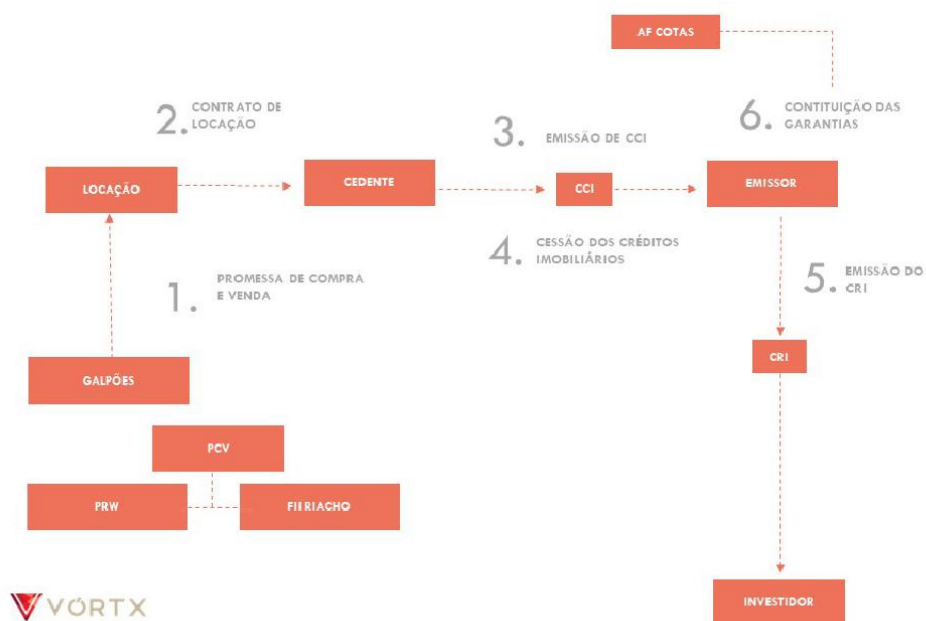 AF COTAS
2. CONTRATO DE
LOCAÇÃO
3. EMISSÃO DE CCI
6. CONTITUIÇÃO DAS
GARANTIAS
LOCAÇÃO
CEDENTE
CCI
EMISSOR
4. CESSÃO DOS CRÉDITOS
IMOBILIÁRIOS
1. PROMESSA DE COMPRA
E VENDA
5. EMISSÃO DO
CRI
CRI
GALPÕES
PCV
PRW
FII RIACHO
INVESTIDOR
VÓRTX